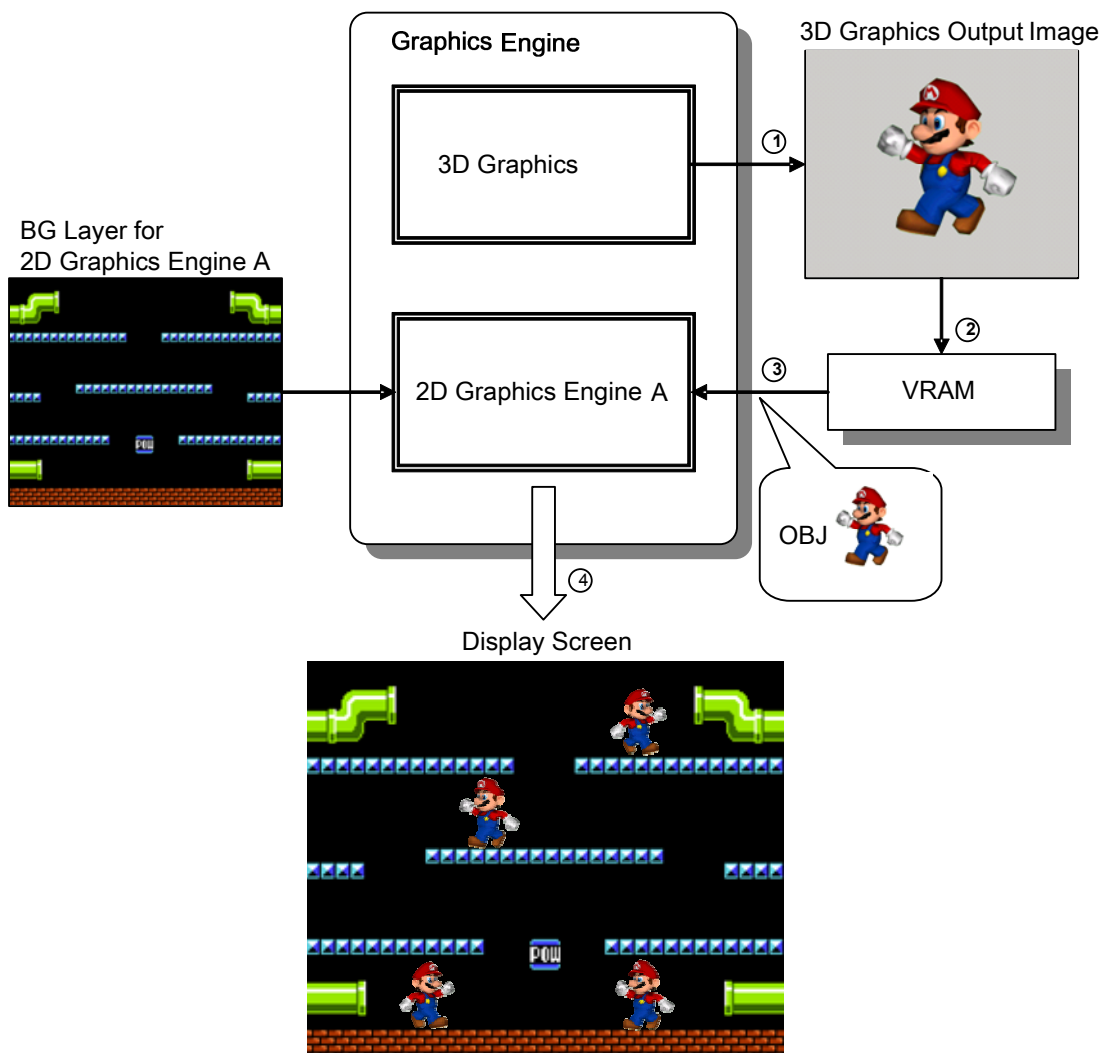 Graphics Engine
3D Graphics Output Image
3D Graphics
①
BG Layer for
2D Graphics Engine A
POW
2D Graphics Engine A
②
③
VRAM
OBJ
④
Display Screen
POW